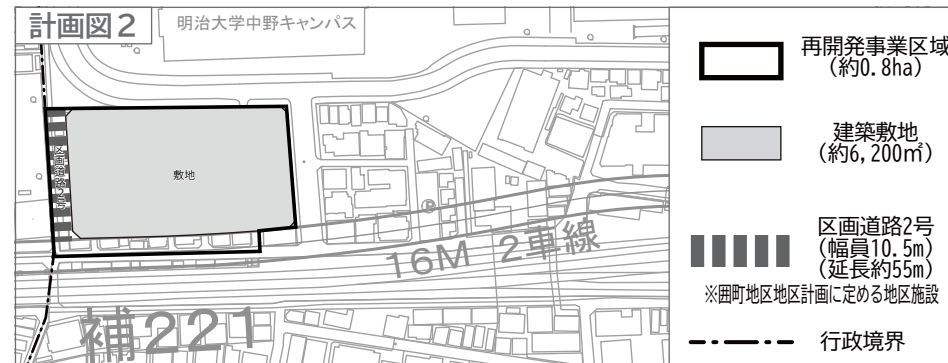 計画図2
明治大学中野キャンパス
区画道路2号
敷地
16M 2車線
補221
再開発事業区域
(約0.8ha)
建築敷地
(約6,200㎡)
区画道路2号
(幅員10.5m)
(延長約55m)
※囲町地区地区計画に定める地区施設
行政境界